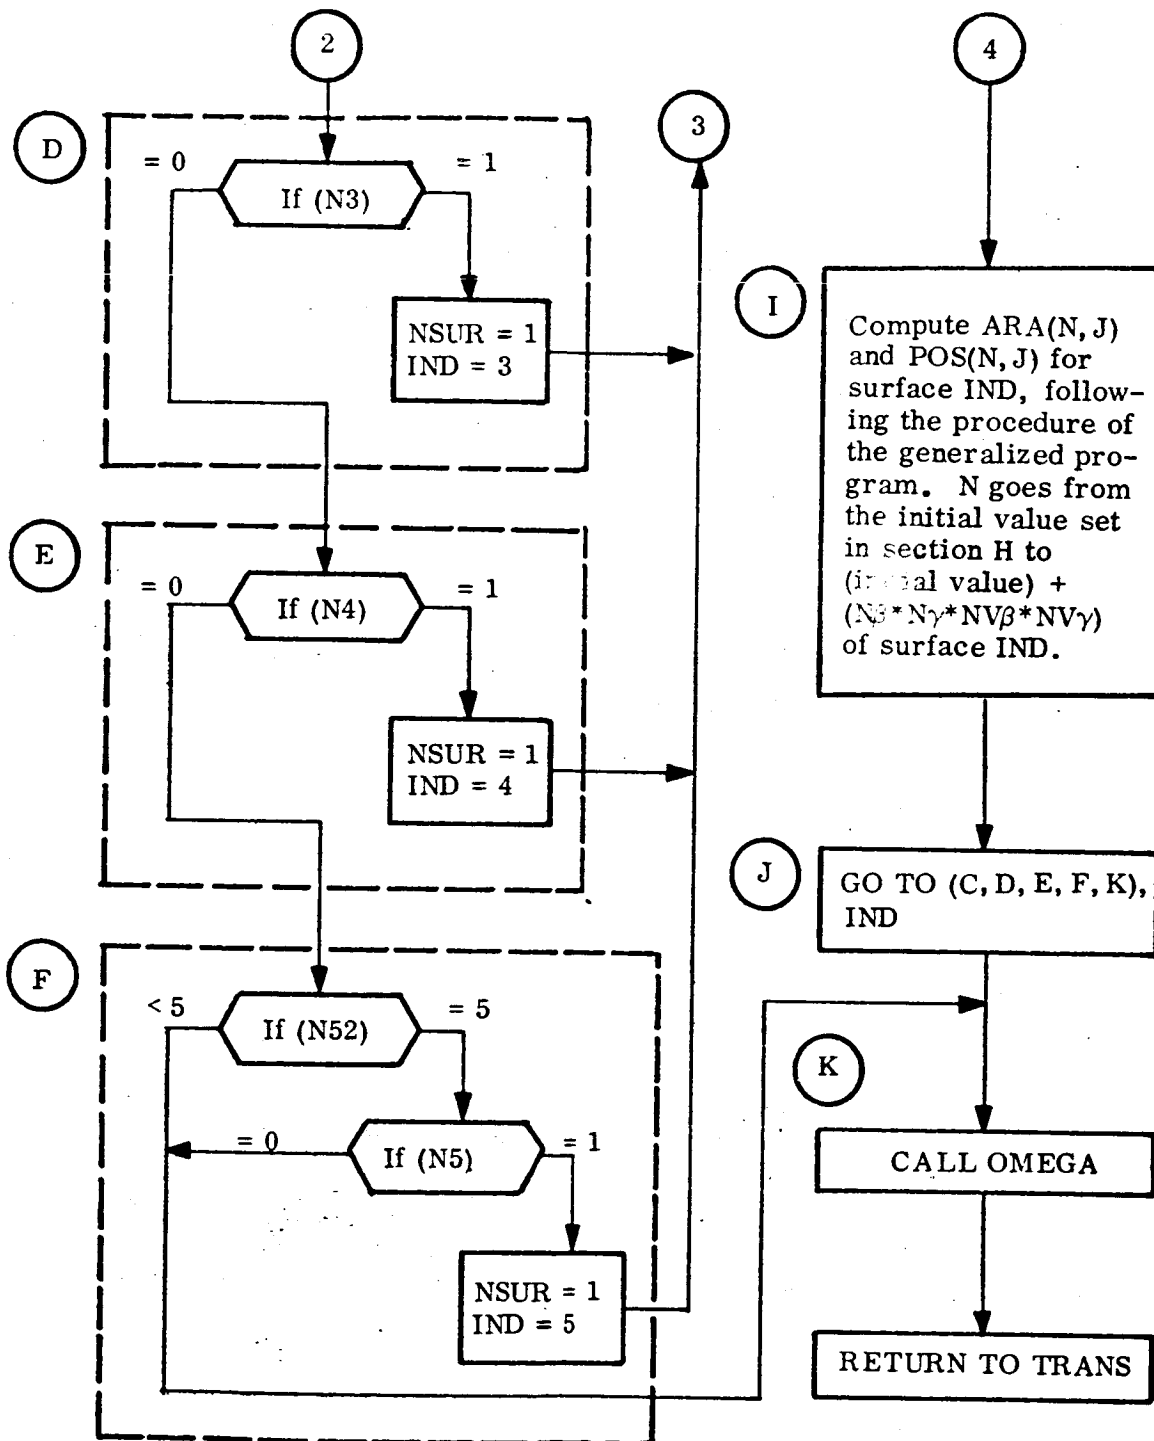 2
D
= 0
= 1
If (N3)
NSUR = 1
IND = 3
E
= 0
= 1
If (N4)
NSUR = 1
IND = 4
F
< 5
= 5
If (N52)
= 0
= 1
If (N5)
NSUR = 1
IND = 5
3
4
I
Compute ARA(N, J)
and POS(N, J) for
surface IND, follow-
ing the procedure of
the generalized pro-
gram. N goes from
the initial value set
in section H to
(initial value) +
(Nβ*Nγ*NVβ*NVγ)
of surface IND.
J
GO TO (C, D, E, F, K),
IND
K
CALL OMEGA
RETURN TO TRANS